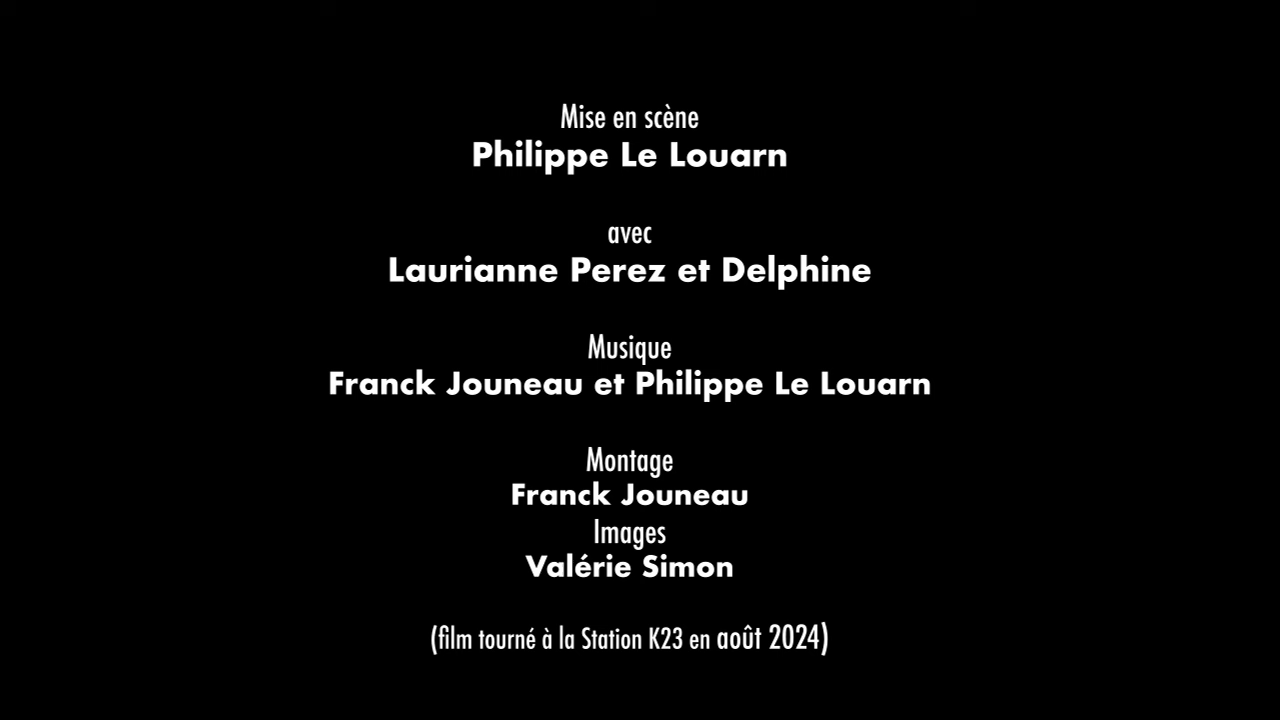 Mise en scène
Philippe Le Louarn
avec
Laurianne Perez et Delphine
Musique
Franck Jouneau et Philippe Le Louarn
Montage
Franck Jouneau
Images
Valérie Simon
(film tourné à la Station K23 en août 2024)